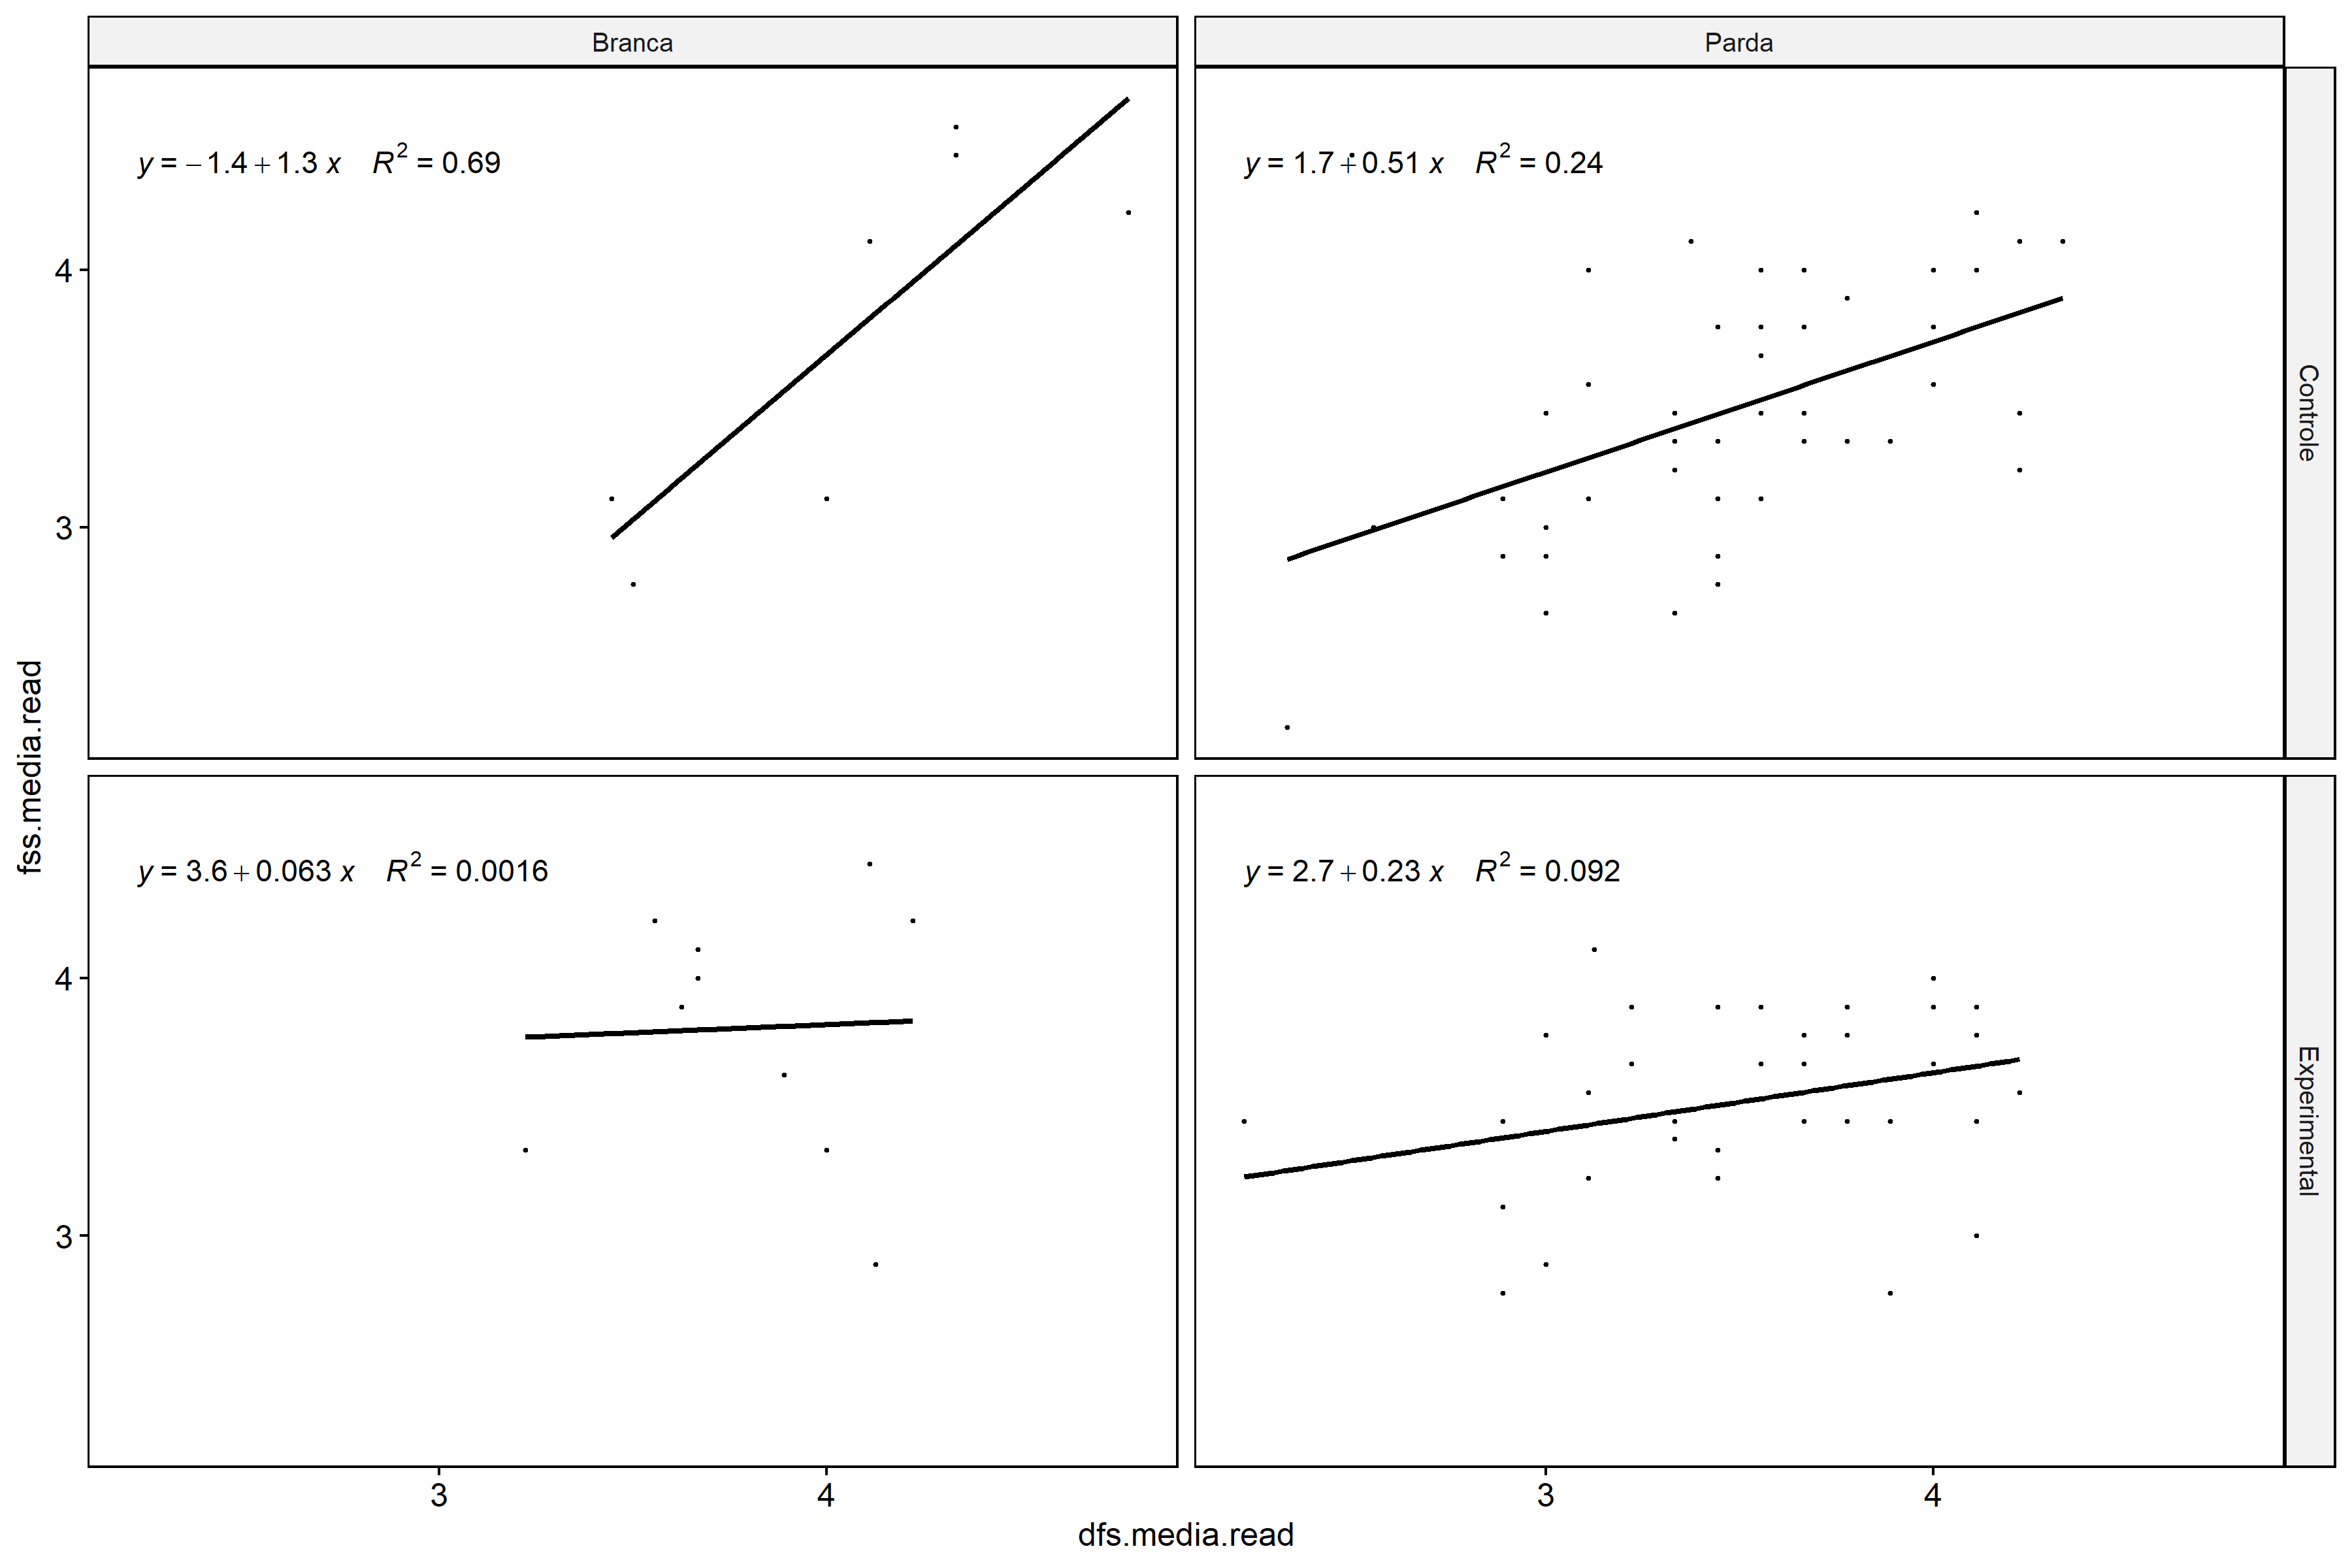 Branca
Parda
y = −1.4 + 1.3 x R² = 0.69
y = 1.7 + 0.51 x R² = 0.24
4
3
Controle
fss.media.read
y = 3.6 + 0.063 x R² = 0.0016
y = 2.7 + 0.23 x R² = 0.092
4
3
Experimental
3
4
3
4
dfs.media.read